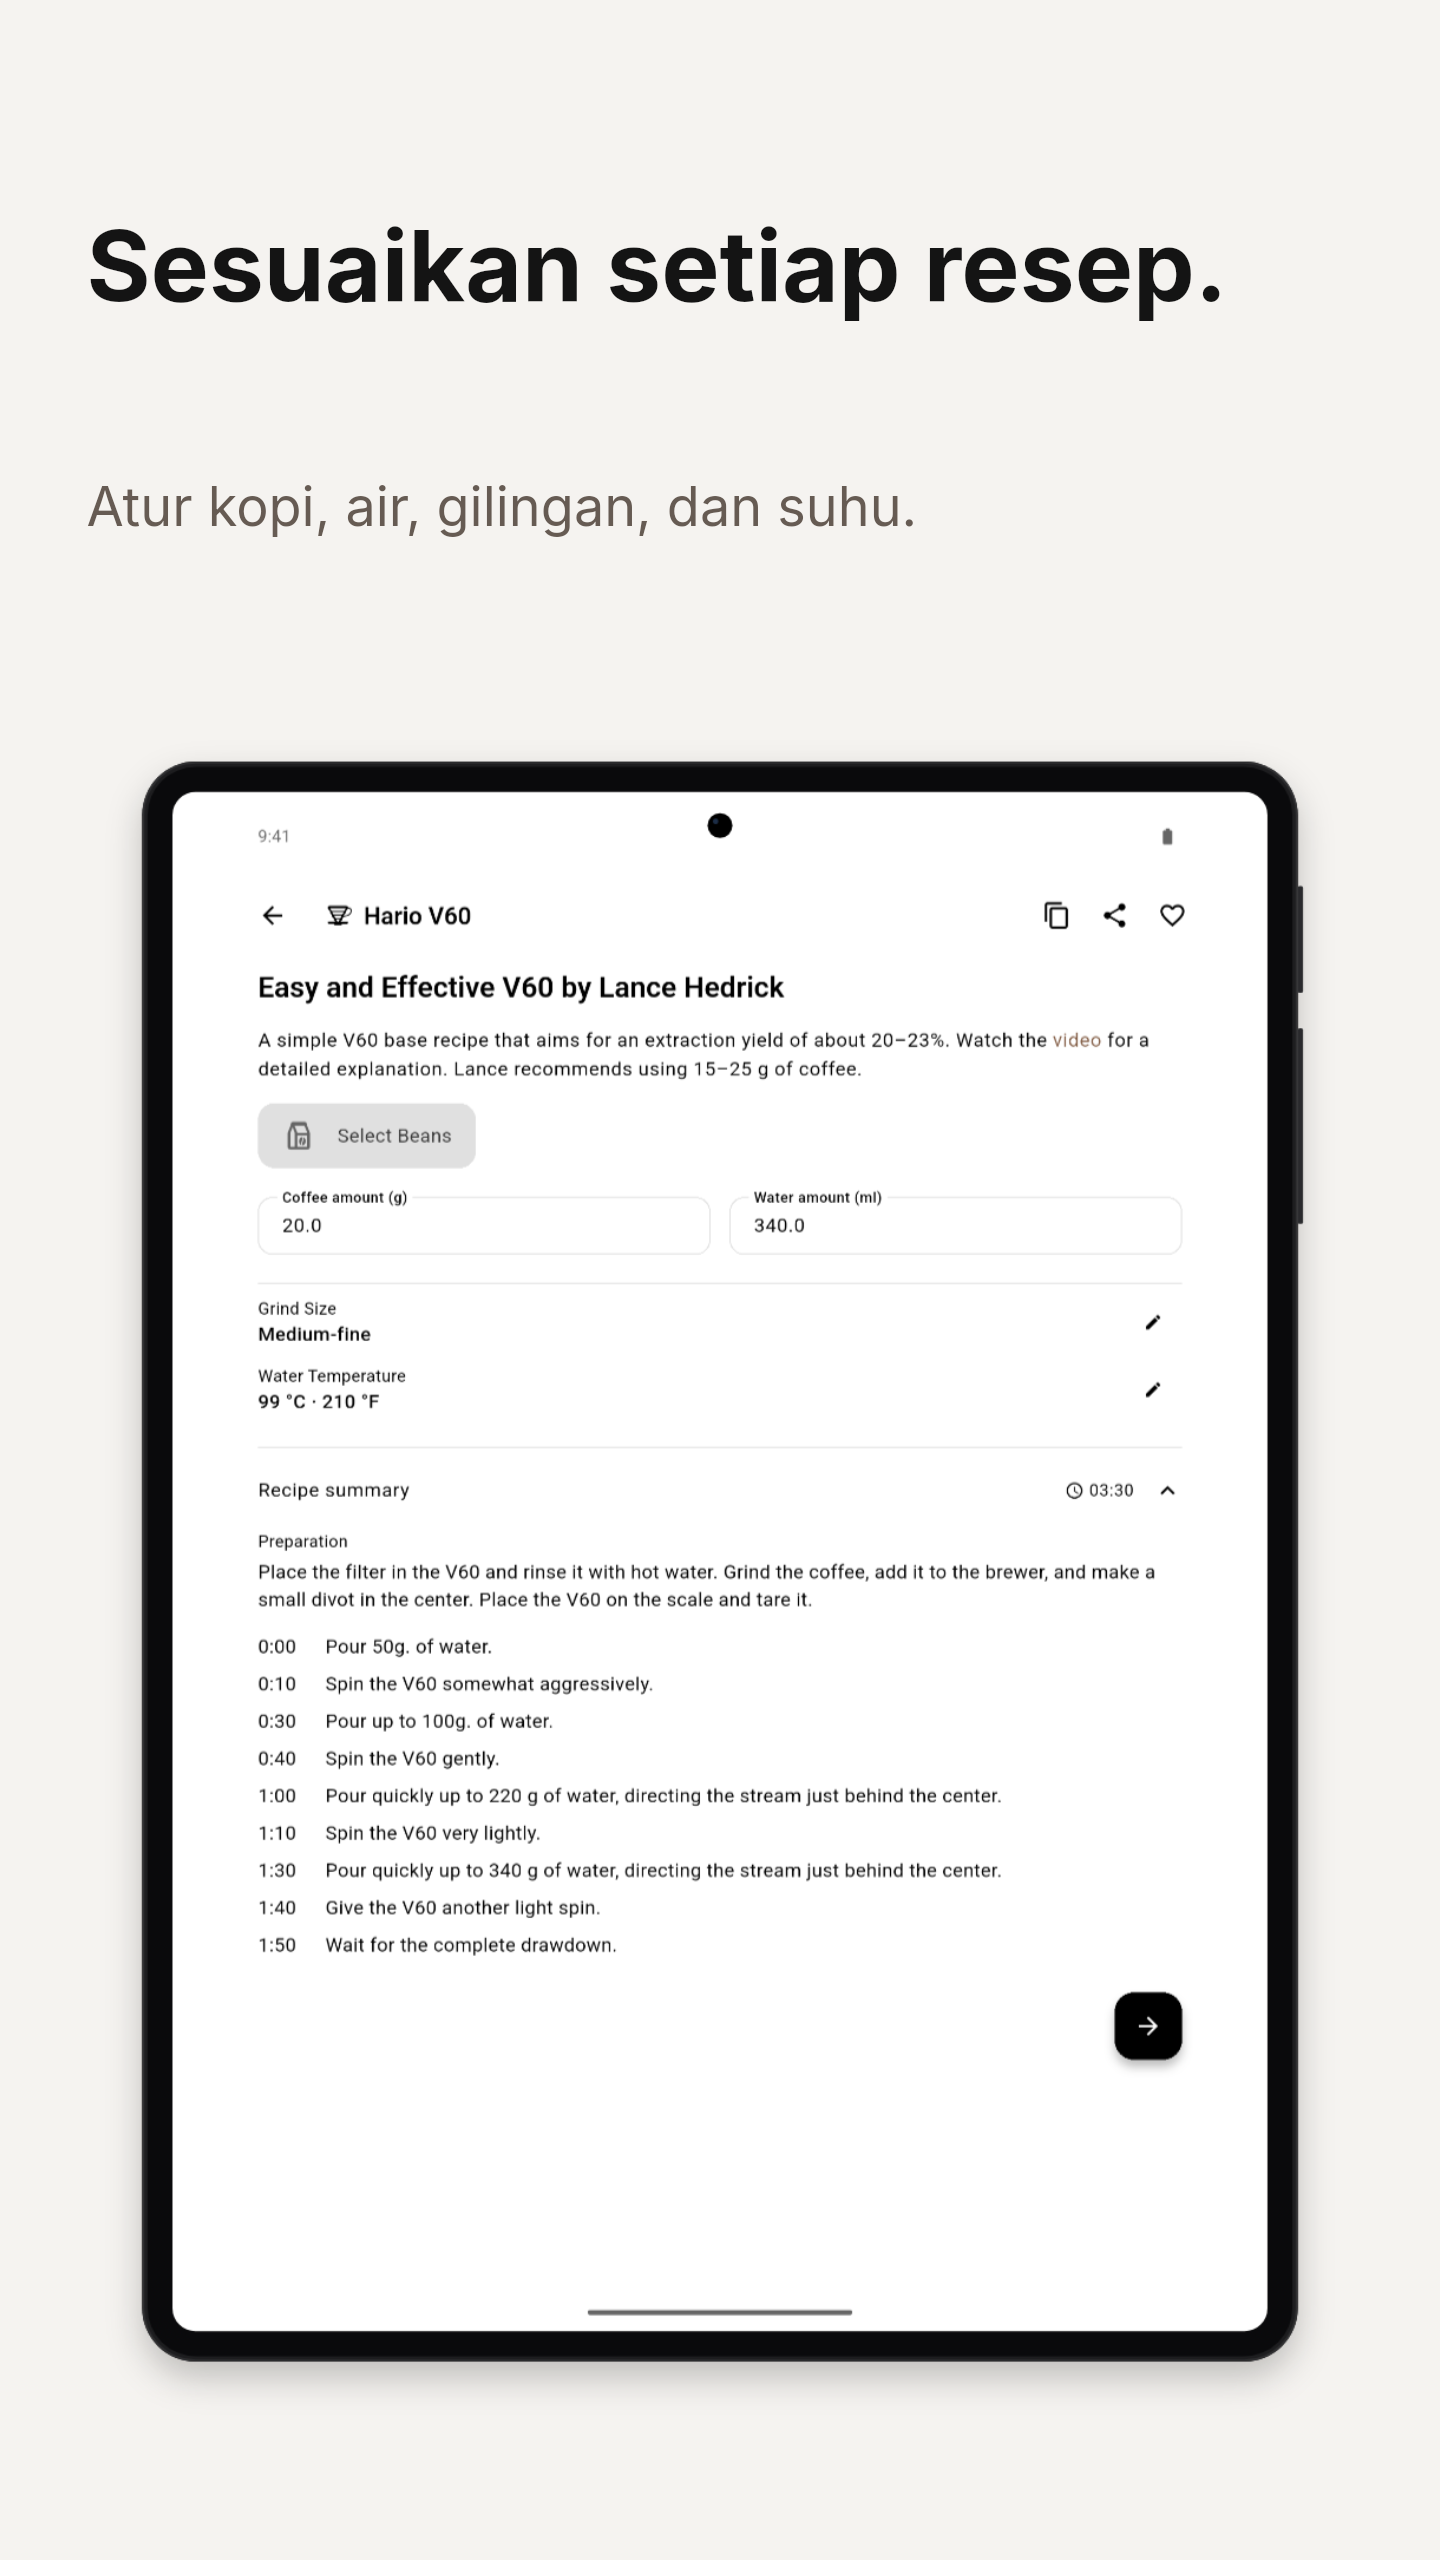 Sesuaikan setiap resep.
Atur kopi, air, gilingan, dan suhu.
9:41
Hario V60
Easy and Effective V60 by Lance Hedrick
A simple V60 base recipe that aims for an extraction yield of about 20–23%. Watch the video for a
detailed explanation. Lance recommends using 15–25 g of coffee.
Select Beans
Coffee amount (g)
20.0
Water amount (ml)
340.0
Grind Size
Medium-fine
Water Temperature
99 °C · 210 °F
Recipe summary
03:30
Preparation
Place the filter in the V60 and rinse it with hot water. Grind the coffee, add it to the brewer, and make a
small divot in the center. Place the V60 on the scale and tare it.
0:00 Pour 50g. of water.
0:10 Spin the V60 somewhat aggressively.
0:30 Pour up to 100g. of water.
0:40 Spin the V60 gently.
1:00 Pour quickly up to 220 g of water, directing the stream just behind the center.
1:10 Spin the V60 very lightly.
1:30 Pour quickly up to 340 g of water, directing the stream just behind the center.
1:40 Give the V60 another light spin.
1:50 Wait for the complete drawdown.